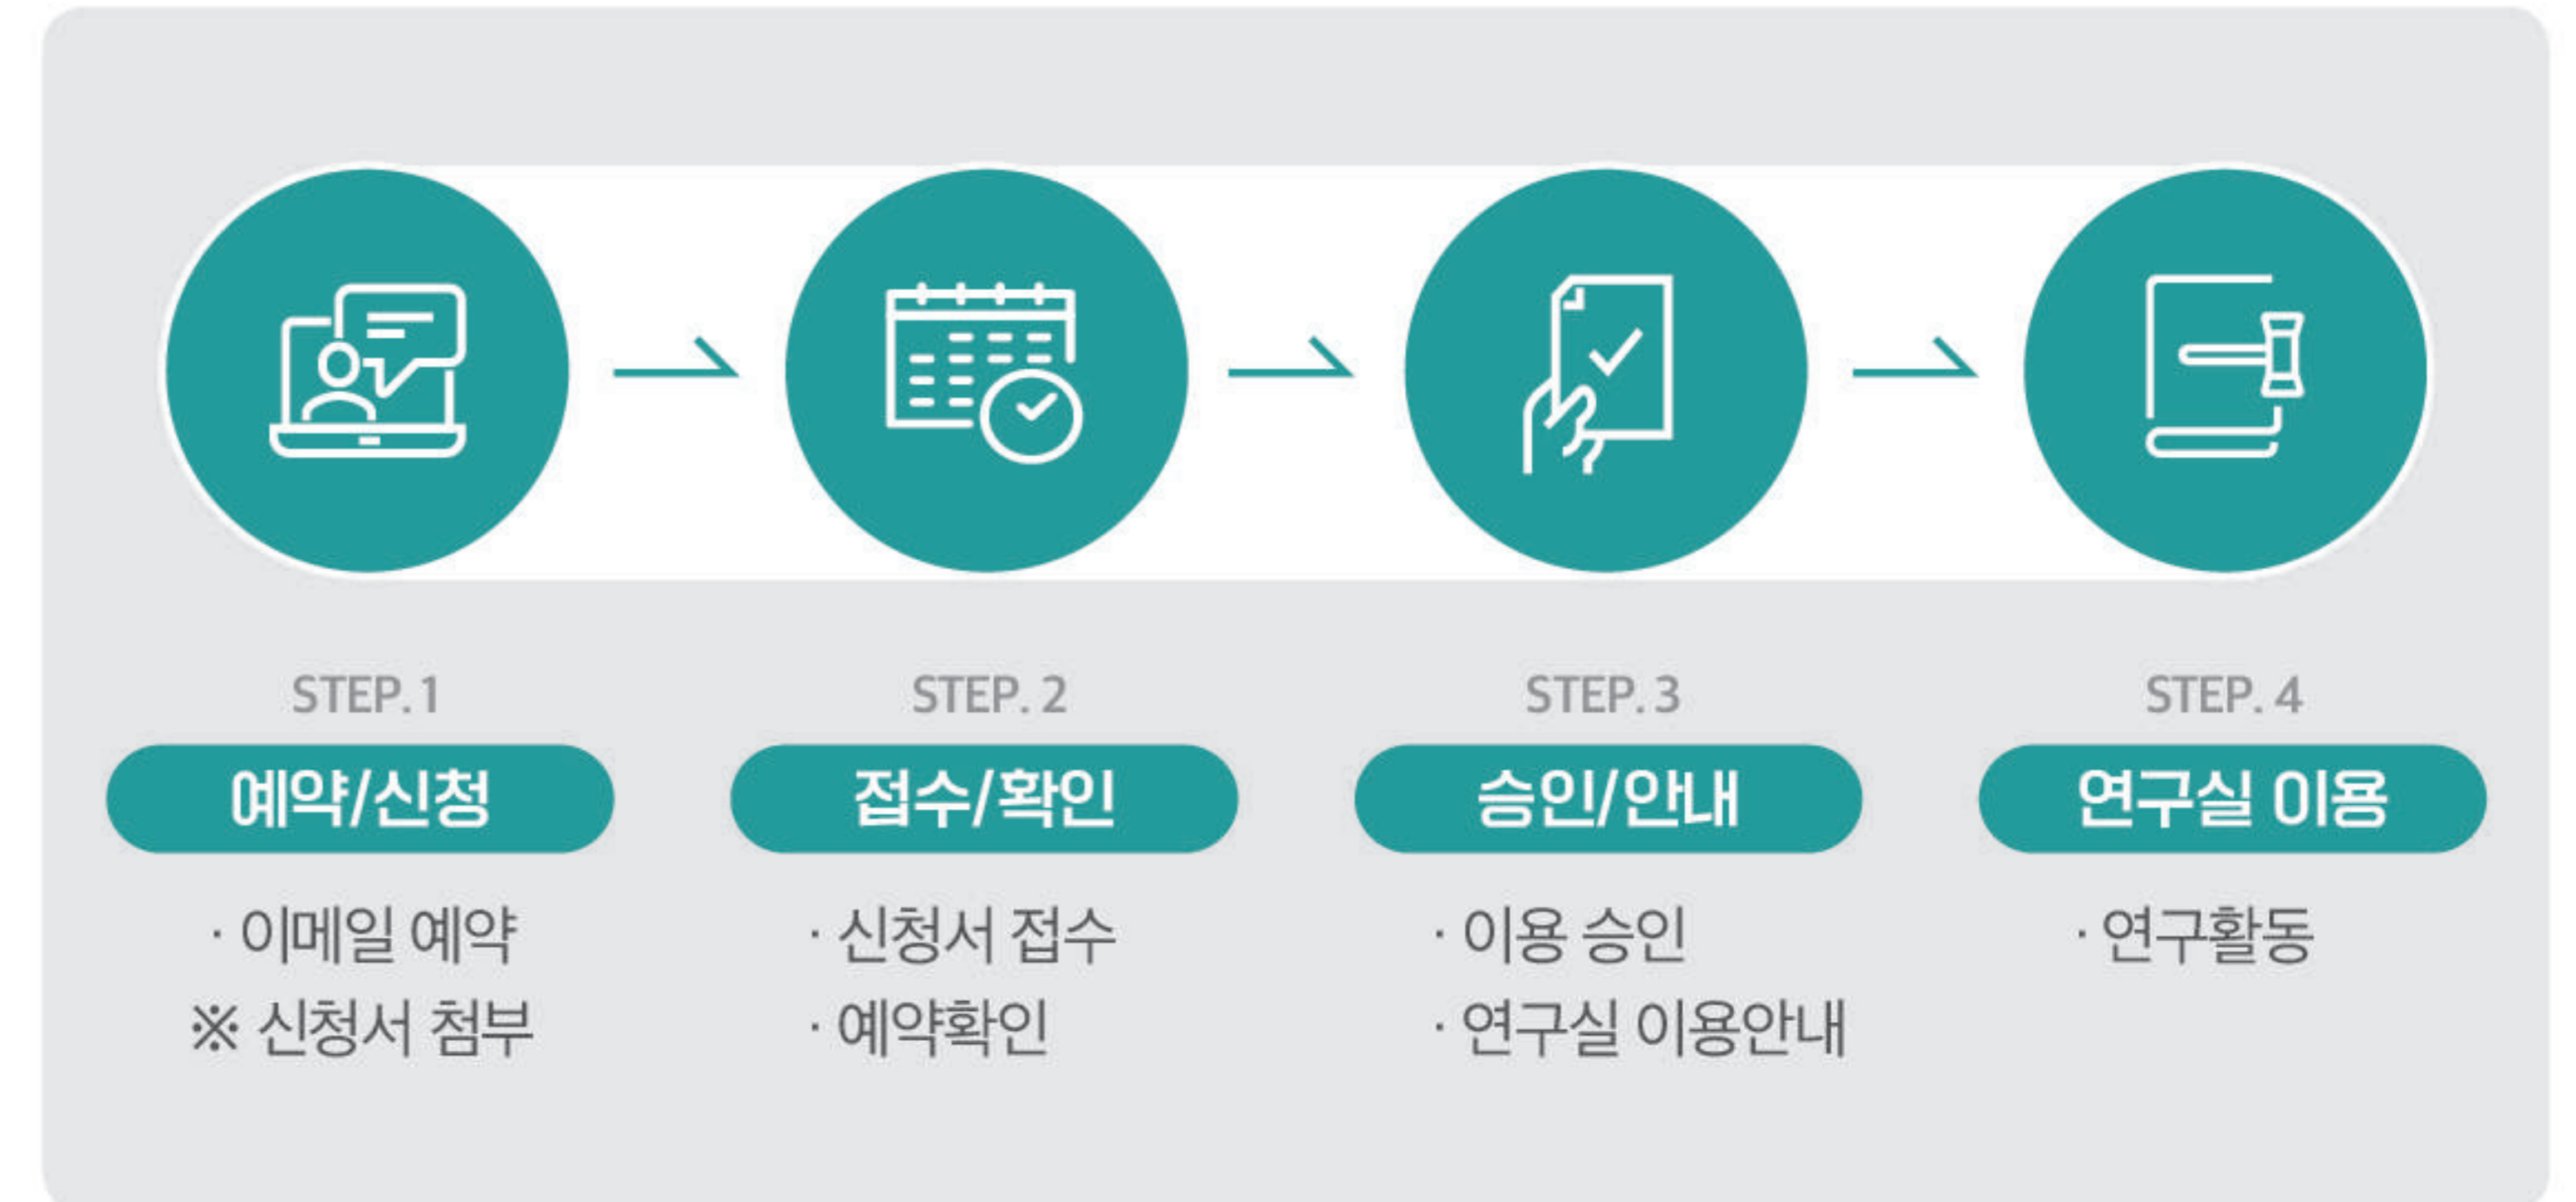 STEP. 1
예약/신청
· 이메일 예약
※ 신청서 첨부
STEP. 2
접수/확인
· 신청서 접수
· 예약확인
STEP. 3
승인/안내
· 이용 승인
· 연구실 이용안내
STEP. 4
연구실 이용
· 연구활동